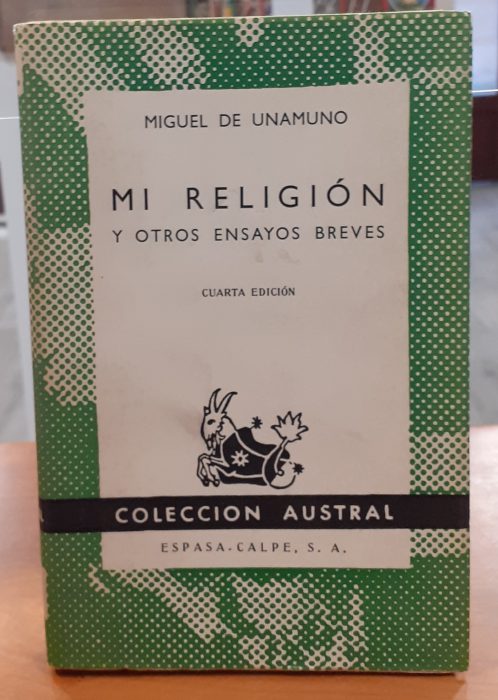 MIGUEL DE UNAMUNO
MI RELIGIÓN
Y OTROS ENSAYOS BREVES
CUARTA EDICIÓN
COLECCION AUSTRAL
ESPASA-CALPE, S. A.